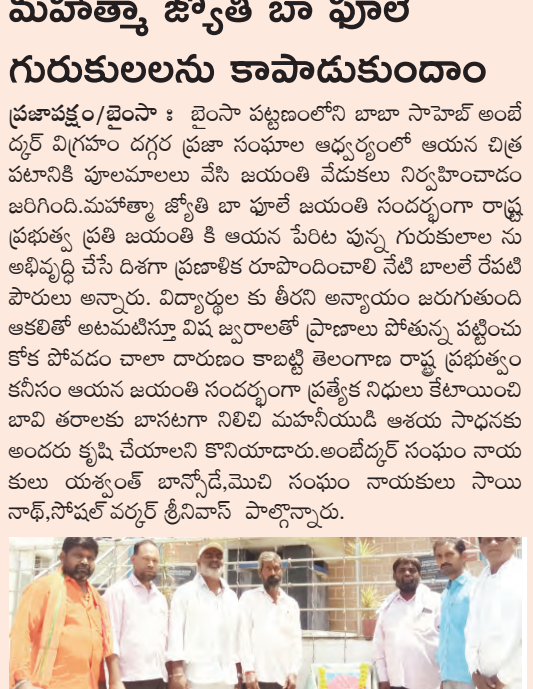 మహాత్మా జ్యోతి బా ఫూలే
గురుకులలను కాపాడుకుందాం
ప్రజాపక్షం/బైంసా : బైంసా పట్టణంలోని బాబా సాహెబ్ అంబే
ద్కర్ విగ్రహం దగ్గర ప్రజా సంఘాల ఆధ్వర్యంలో ఆయన చిత్ర
పటానికి పూలమాలలు వేసి జయంతి వేడుకలు నిర్వహించాడం
జరిగింది.మహాత్మా జ్యోతి బా ఫూలే జయంతి సందర్భంగా రాష్ట్ర
ప్రభుత్వ ప్రతి జయంతి కి ఆయన పేరిట పున్న గురుకులాల ను
అభివృద్ధి చేసే దిశగా ప్రణాళిక రూపొందించాలి నేటి బాలలే రేపటి
పౌరులు అన్నారు. విద్యార్థుల కు తీరని అన్యాయం జరుగుతుంది
ఆకలితో అటమటిస్తూ విష జ్వరాలతో ప్రాణాలు పోతున్న పట్టించు
కోక పోవడం చాలా దారుణం కాబట్టి తెలంగాణ రాష్ట్ర ప్రభుత్వం
కనీసం ఆయన జయంతి సందర్భంగా ప్రత్యేక నిధులు కేటాయించి
బావి తరాలకు బాసటగా నిలిచి మహనీయుడి ఆశయ సాధనకు
అందరు కృషి చేయాలని కొనియాడారు.అంబేద్కర్ సంఘం నాయ
కులు యశ్వంత్ బాన్సోడే,మొచి సంఘం నాయకులు సాయి
నాథ్,సోషల్ వర్కర్ శ్రీనివాస్ పాల్గొన్నారు.